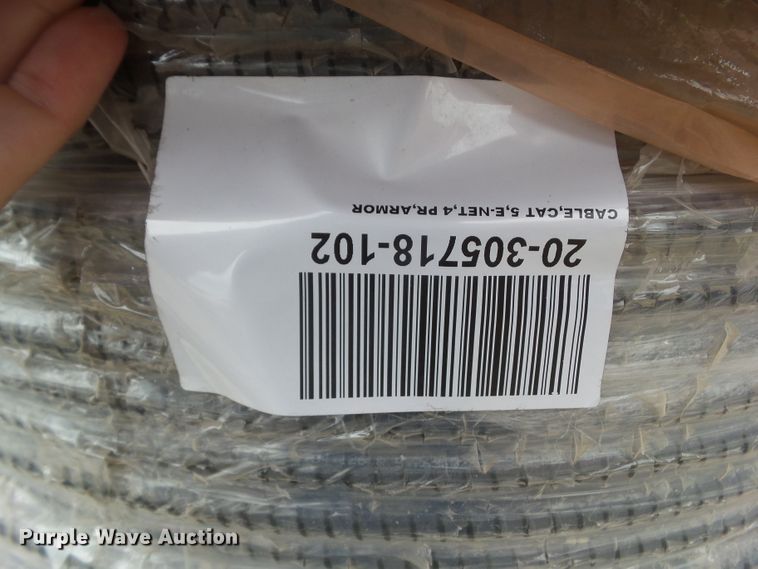 20-305718-102
CABLE,CAT 5,E-NET,4 PR,ARMOR
Purple Wave Auction